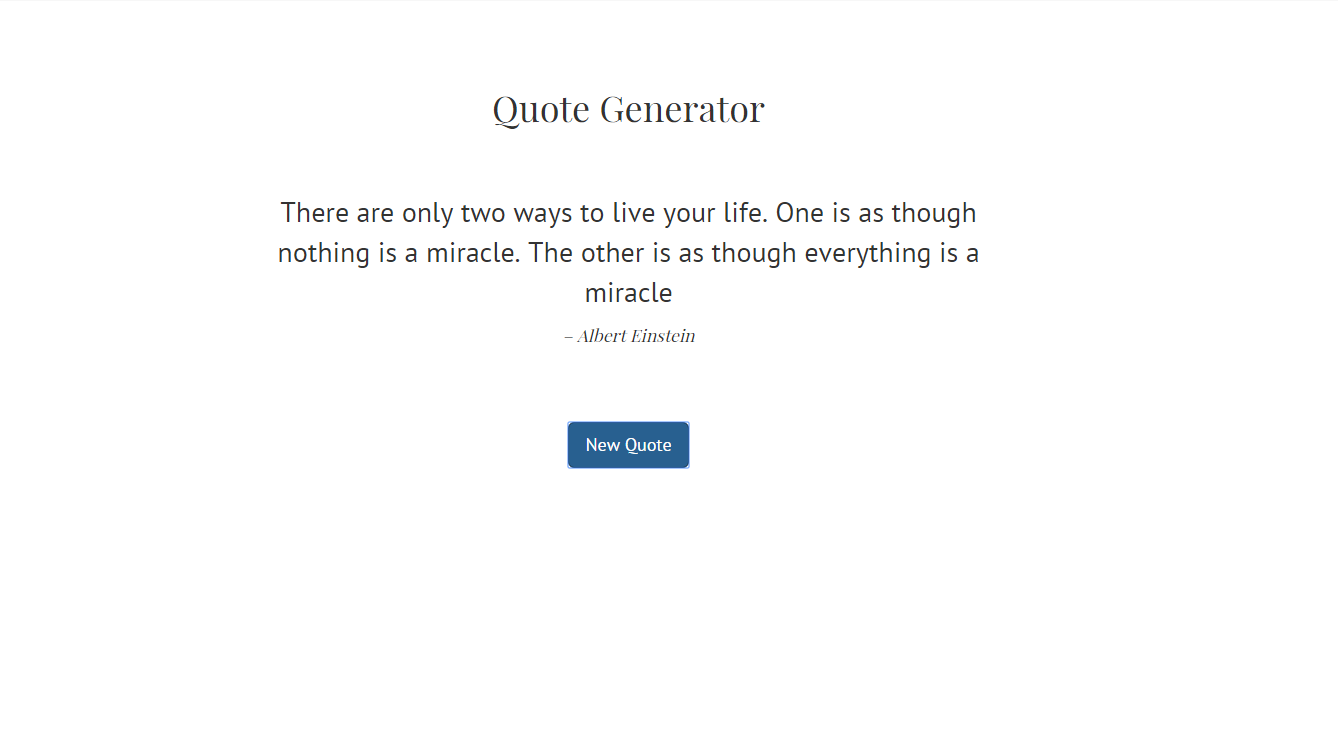 Quote Generator
There are only two ways to live your life. One is as though
nothing is a miracle. The other is as though everything is a
miracle
– Albert Einstein
New Quote